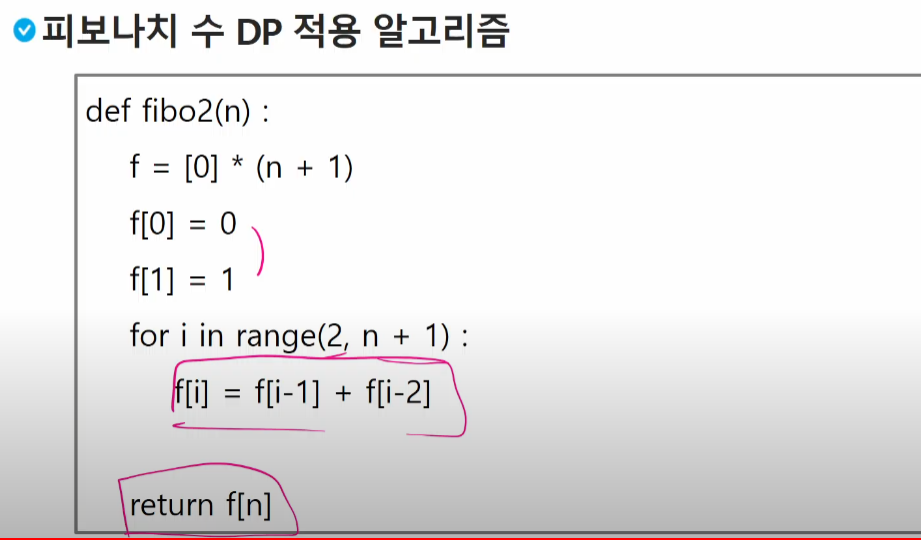 피보나치 수 DP 적용 알고리즘
def fibo2(n) :
f = [0] * (n + 1)
f[0] = 0
f[1] = 1
for i in range(2, n + 1) :
f[i] = f[i-1] + f[i-2]
return f[n]